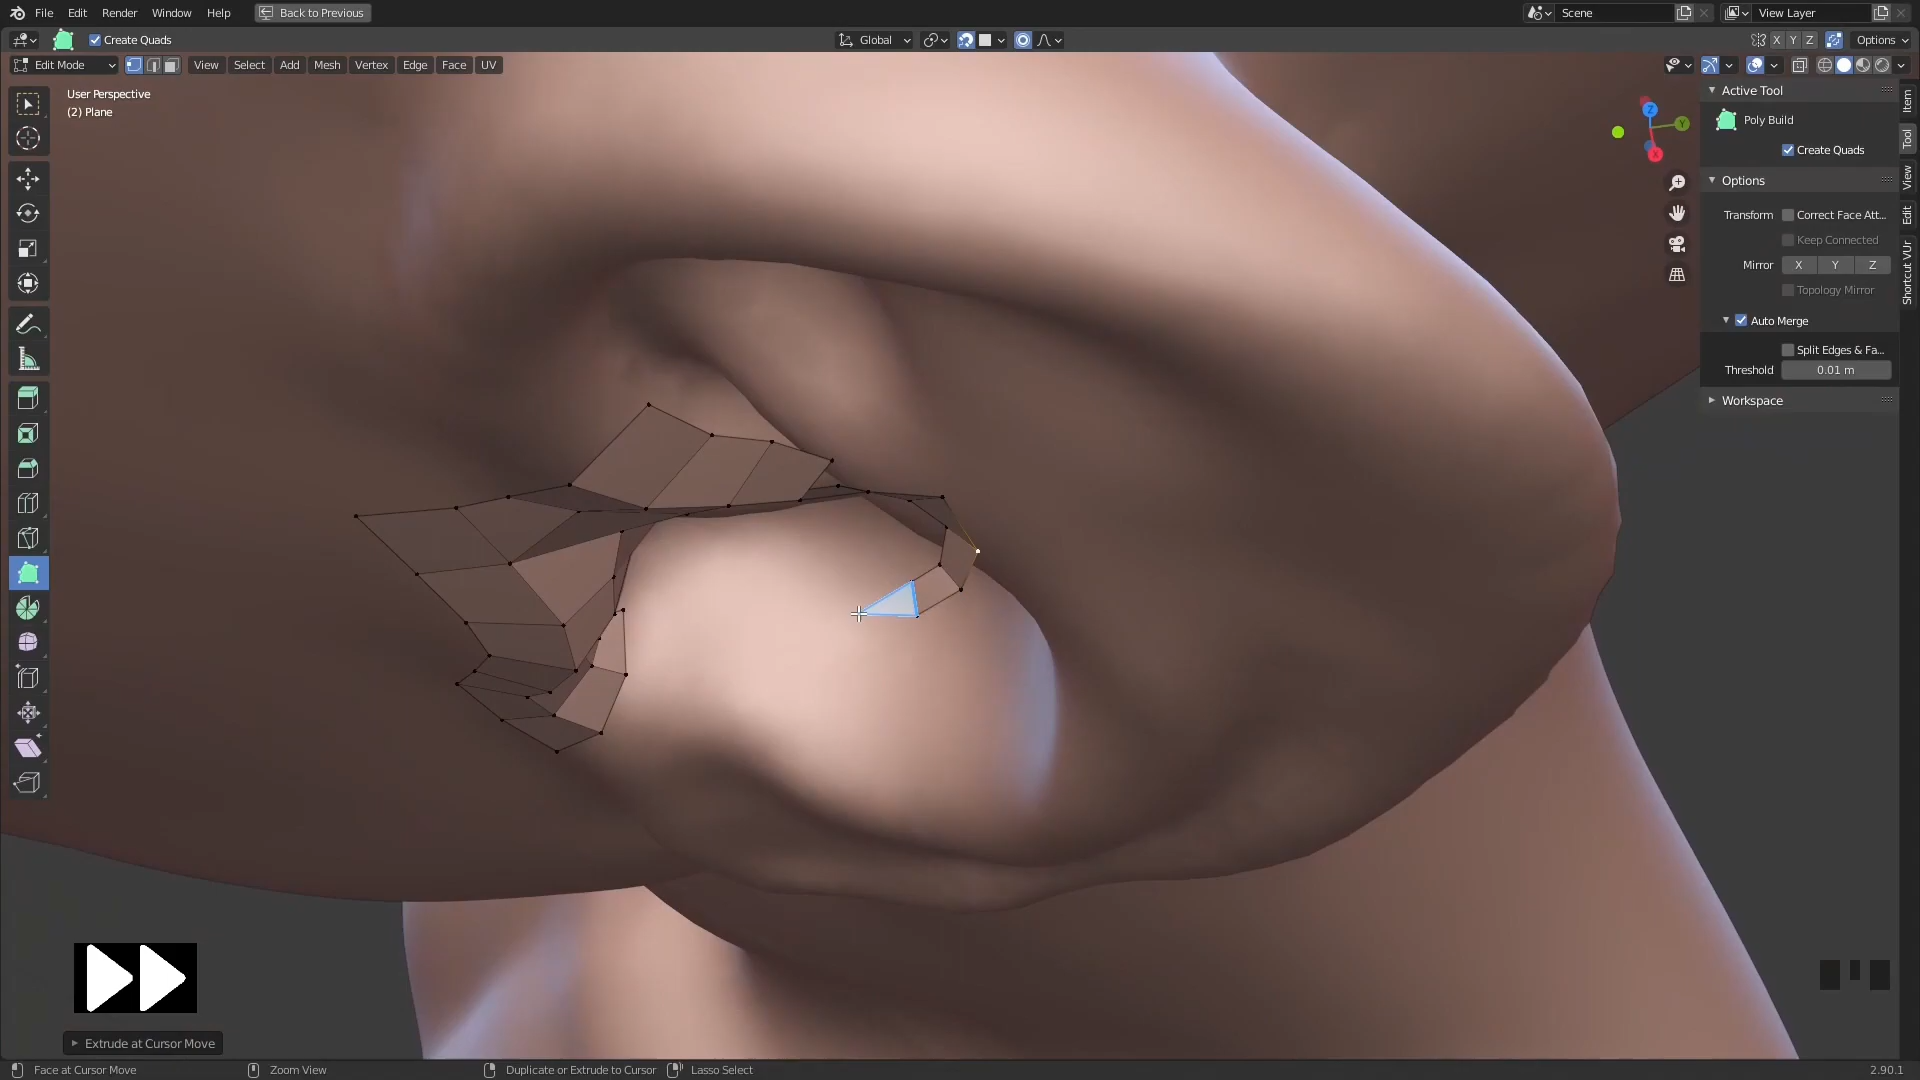 File Edit Render Window Help Back to Previous Scene View Layer
Create Quads Global X Y Z Options
Edit Mode View Select Add Mesh Vertex Edge Face UV
User Perspective
(2) Plane
Z
Y
X
Active Tool
Poly Build
Create Quads
Options
Transform Correct Face Att...
Keep Connected
Mirror X Y Z
Topology Mirror
Auto Merge
Split Edges & Fa...
Threshold 0.01 m
Workspace
Item
Tool
View
Edit
Shortcut VUr
Extrude at Cursor Move
Face at Cursor Move Zoom View Duplicate or Extrude to Cursor Lasso Select 2.90.1